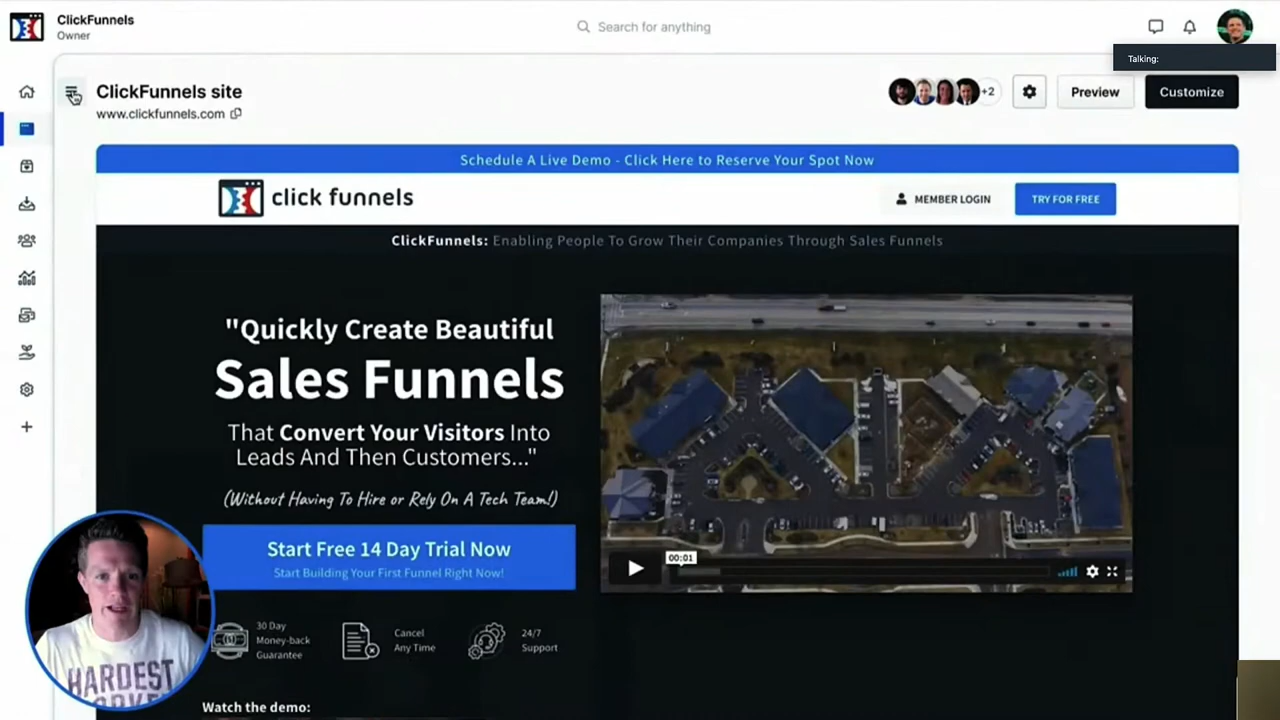 ClickFunnels
Owner
Search for anything
Talking:
ClickFunnels site
www.clickfunnels.com
+2
Preview
Customize
Schedule A Live Demo - Click Here to Reserve Your Spot Now
click funnels
MEMBER LOGIN
TRY FOR FREE
ClickFunnels: Enabling People To Grow Their Companies Through Sales Funnels
"Quickly Create Beautiful
Sales Funnels
That Convert Your Visitors Into
Leads And Then Customers..."
(Without Having To Hire or Rely On A Tech Team!)
Start Free 14 Day Trial Now
Start Building Your First Funnel Right Now!
00:01
30 Day
Money-back
Guarantee
Cancel
Any Time
24/7
Support
Watch the demo:
HARDEST